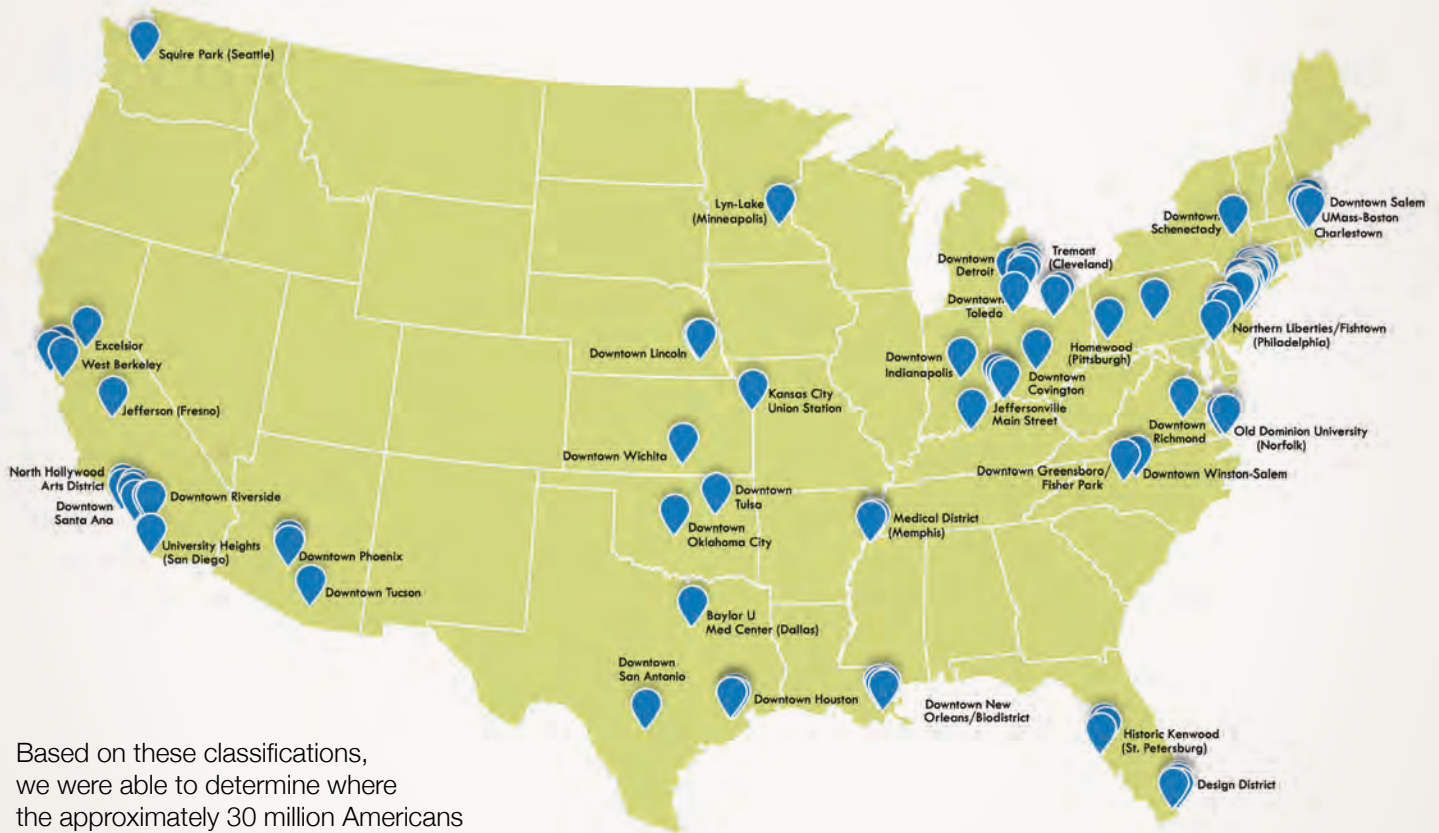 Squire Park (Seattle)
Lyn-Lake
(Minneapolis)
Downtown
Schenectady
Downtown Salem
UMass-Boston
Charlestown
Downtown
Detroit
Tremont
(Cleveland)
Downtown
Toledo
Excelsior
West Berkeley
Jefferson (Fresno)
Downtown Lincoln
Downtown
Indianapolis
Homewood
(Pittsburgh)
Northern Liberties/Fishtown
(Philadelphia)
Kansas City
Union Station
Downtown
Covington
Jeffersonville
Main Street
Downtown
Richmond
Old Dominion University
(Norfolk)
Downtown Wichita
Downtown Greensboro/
Fisher Park
Downtown Winston-Salem
North Hollywood
Arts District
Downtown
Santa Ana
Downtown Riverside
University Heights
(San Diego)
Downtown Phoenix
Downtown Tucson
Downtown
Tulsa
Downtown
Oklahoma City
Medical District
(Memphis)
Baylor U
Med Center (Dallas)
Downtown
San Antonio
Downtown Houston
Downtown New
Orleans/Biodistrict
Historic Kenwood
(St. Petersburg)
Design District
Based on these classifications,
we were able to determine where
the approximately 30 million Americans